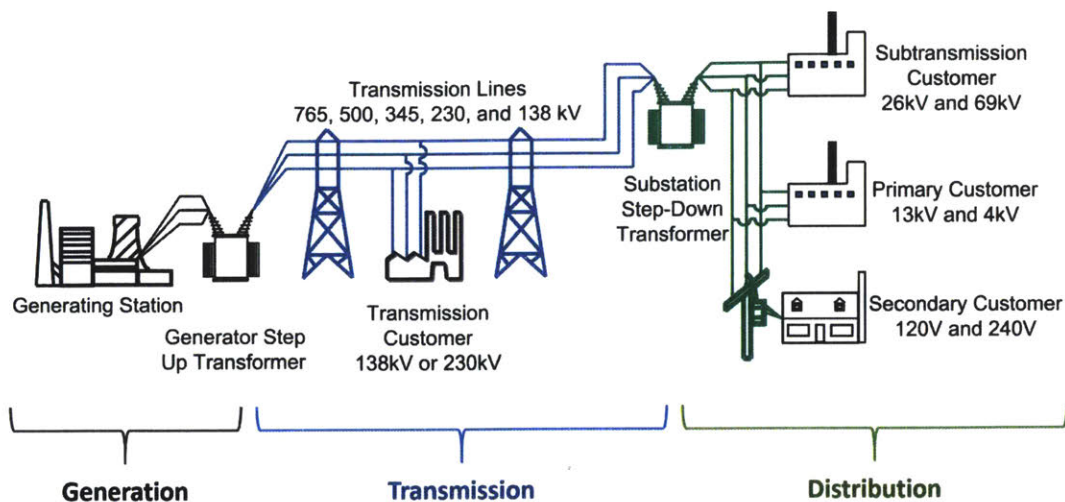 Transmission Lines
765, 500, 345, 230, and 138 kV
Subtransmission
Customer
26kV and 69kV
Substation
Step-Down
Transformer
Primary Customer
13kV and 4kV
Generating Station
Generator Step
Up Transformer
Transmission
Customer
138kV or 230kV
Secondary Customer
120V and 240V
Generation
Transmission
Distribution